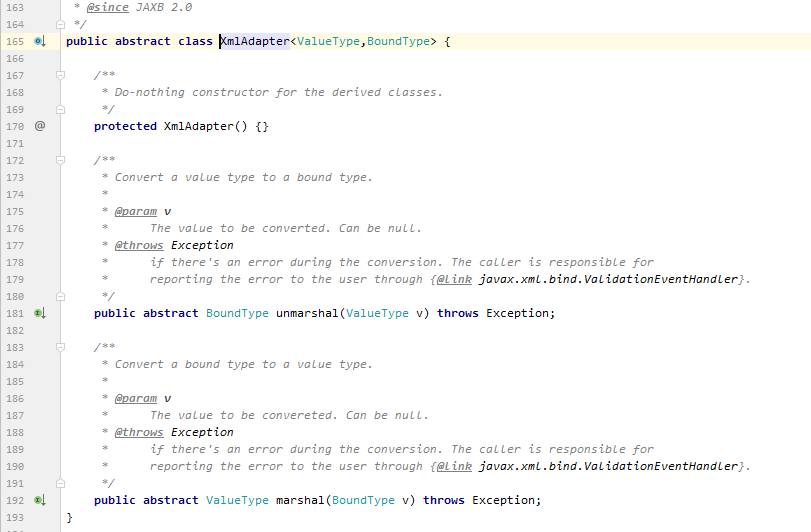 163 * @since JAXB 2.0
164 */
165 public abstract class XmlAdapter<ValueType,BoundType> {
166
167 /**
168 * Do-nothing constructor for the derived classes.
169 */
170 @ protected XmlAdapter() {}
171
172 /**
173 * Convert a value type to a bound type.
174 *
175 * @param v
176 * The value to be converted. Can be null.
177 * @throws Exception
178 * if there's an error during the conversion. The caller is responsible for
179 * reporting the error to the user through {@link javax.xml.bind.ValidationEventHandler}.
180 */
181 public abstract BoundType unmarshal(ValueType v) throws Exception;
182
183 /**
184 * Convert a bound type to a value type.
185 *
186 * @param v
187 * The value to be convereted. Can be null.
188 * @throws Exception
189 * if there's an error during the conversion. The caller is responsible for
190 * reporting the error to the user through {@link javax.xml.bind.ValidationEventHandler}.
191 */
192 public abstract ValueType marshal(BoundType v) throws Exception;
193 }